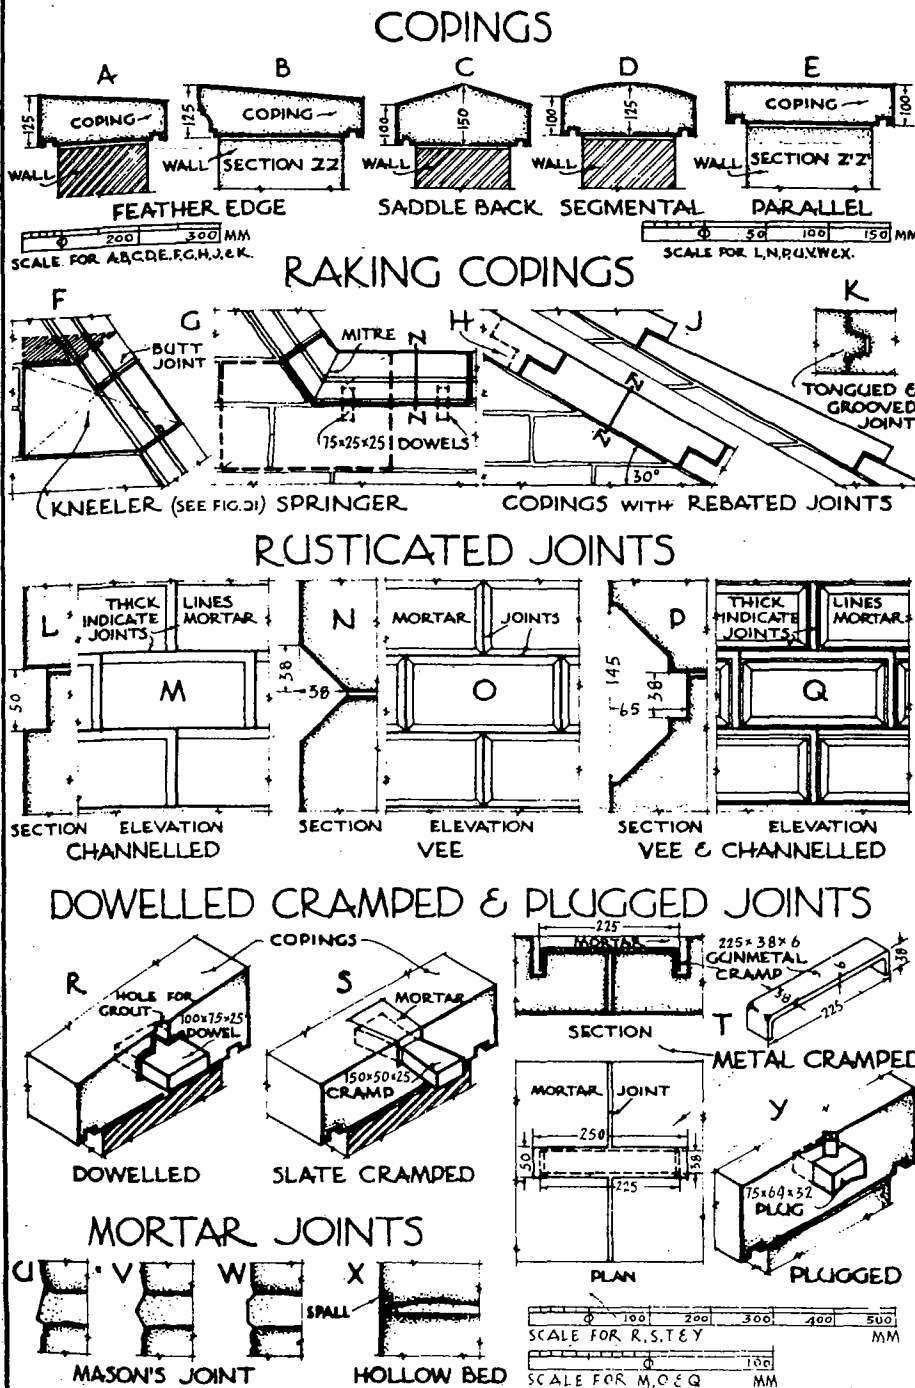 COPINGS
A B C D E
COPING COPING COPING
125 125 100 150 100 125 100
WALL WALL SECTION ZZ WALL WALL WALL SECTION Z'Z'
FEATHER EDGE SADDLE BACK SEGMENTAL PARALLEL
200 300 MM
50 100 150 MM
SCALE FOR A,B,C,D,E,F,G,H,J,&K.
SCALE FOR L,N,P,U,V,W&X.
RAKING COPINGS
F G H J K
BUTT JOINT
MITRE
Z Z
Z' Z'
75×25×25 DOWELS
30°
TONGUED &
GROOVED
JOINT
KNEELER (SEE FIG.21) SPRINGER
COPINGS WITH REBATED JOINTS
RUSTICATED JOINTS
L N P
THICK LINES
INDICATE MORTAR
JOINTS
MORTAR JOINTS
THICK LINES
INDICATE MORTAR
JOINTS
50 M 38 38 O 145 38 65 Q
SECTION ELEVATION SECTION ELEVATION SECTION ELEVATION
CHANNELLED VEE VEE & CHANNELLED
DOWELLED CRAMPED & PLUGGED JOINTS
COPINGS
R
HOLE FOR
GROUT
100×75×25
DOWEL
DOWELLED
S
MORTAR
150×50×25
CRAMP
SLATE CRAMPED
225
MORTAR
225×38×6
GUNMETAL
CRAMP
38 6 38
225
SECTION
T
METAL CRAMPED
MORTAR JOINT
250
50 38
225
PLAN
Y
75×64×32
PLUG
PLUGGED
MORTAR JOINTS
U V W X
SPALL
MASON'S JOINT HOLLOW BED
0 100 200 300 400 500
SCALE FOR R,S,T&Y MM
0 100
SCALE FOR M,O&Q MM